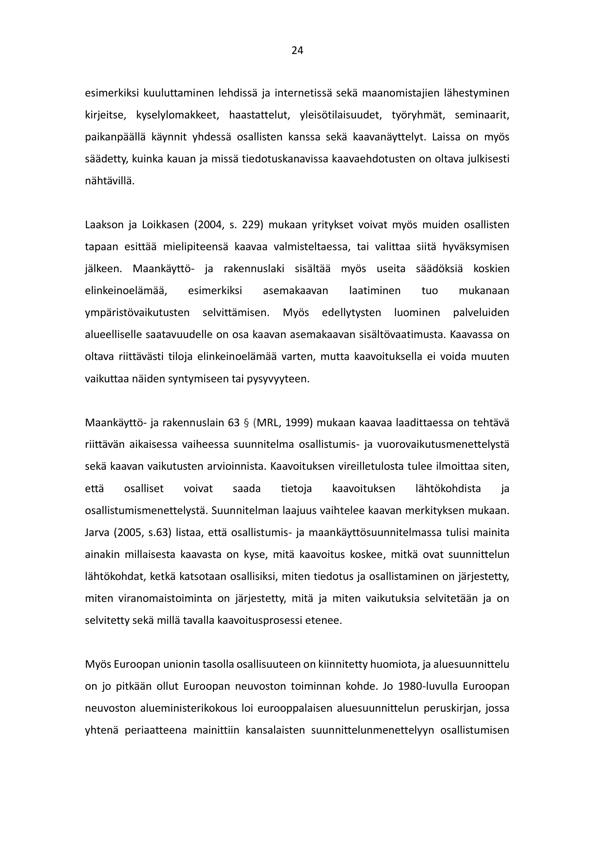 24
esimerkiksi kuuluttaminen lehdissä ja internetissä sekä maanomistajien lähestyminen
kirjeitse, kyselylomakkeet, haastattelut, yleisötilaisuudet, työryhmät, seminaarit,
paikanpäällä käynnit yhdessä osallisten kanssa sekä kaavanäyttelyt. Laissa on myös
säädetty, kuinka kauan ja missä tiedotuskanavissa kaavaehdotusten on oltava julkisesti
nähtävillä.
Laakson ja Loikkasen (2004, s. 229) mukaan yritykset voivat myös muiden osallisten
tapaan esittää mielipiteensä kaavaa valmisteltaessa, tai valittaa siitä hyväksymisen
jälkeen. Maankäyttö- ja rakennuslaki sisältää myös useita säädöksiä koskien
elinkeinoelämää, esimerkiksi asemakaavan laatiminen tuo mukanaan
ympäristövaikutusten selvittämisen. Myös edellytysten luominen palveluiden
alueelliselle saatavuudelle on osa kaavan asemakaavan sisältövaatimusta. Kaavassa on
oltava riittävästi tiloja elinkeinoelämää varten, mutta kaavoituksella ei voida muuten
vaikuttaa näiden syntymiseen tai pysyvyyteen.
Maankäyttö- ja rakennuslain 63 § (MRL, 1999) mukaan kaavaa laadittaessa on tehtävä
riittävän aikaisessa vaiheessa suunnitelma osallistumis- ja vuorovaikutusmenettelystä
sekä kaavan vaikutusten arvioinnista. Kaavoituksen vireilletulosta tulee ilmoittaa siten,
että osalliset voivat saada tietoja kaavoituksen lähtökohdista ja
osallistumismenettelystä. Suunnitelman laajuus vaihtelee kaavan merkityksen mukaan.
Jarva (2005, s.63) listaa, että osallistumis- ja maankäyttösuunnitelmassa tulisi mainita
ainakin millaisesta kaavasta on kyse, mitä kaavoitus koskee, mitkä ovat suunnittelun
lähtökohdat, ketkä katsotaan osallisiksi, miten tiedotus ja osallistaminen on järjestetty,
miten viranomaistoiminta on järjestetty, mitä ja miten vaikutuksia selvitetään ja on
selvitetty sekä millä tavalla kaavoitusprosessi etenee.
Myös Euroopan unionin tasolla osallisuuteen on kiinnitetty huomiota, ja aluesuunnittelu
on jo pitkään ollut Euroopan neuvoston toiminnan kohde. Jo 1980-luvulla Euroopan
neuvoston alueministerikokous loi eurooppalaisen aluesuunnittelun peruskirjan, jossa
yhtenä periaatteena mainittiin kansalaisten suunnittelunmenettelyyn osallistumisen